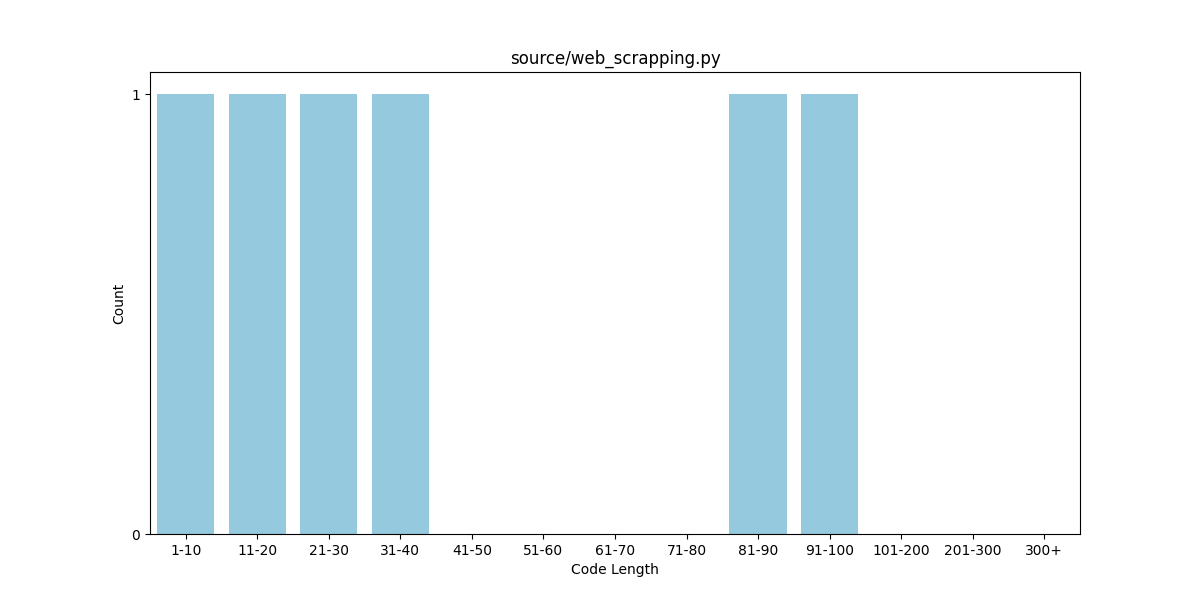 source/web_scrapping.py
Count
1
0
1-10 11-20 21-30 31-40 41-50 51-60 61-70 71-80 81-90 91-100 101-200 201-300 300+
Code Length